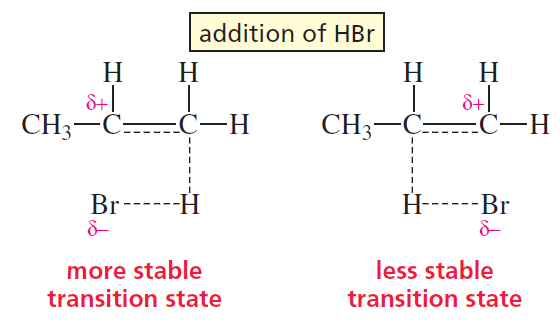 addition of HBr
H H H H
δ+ δ+
CH₃—C C—H CH₃—C C—H
Br H H Br
δ– δ–
more stable less stable
transition state transition state